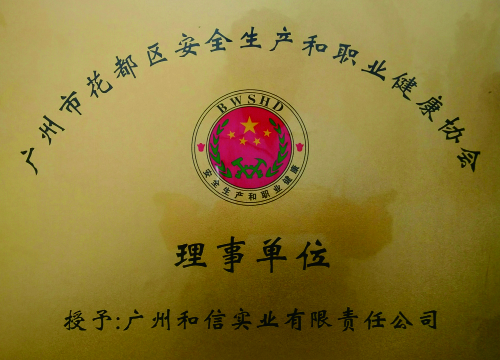 广州市花都区安全生产和职业健康协会
BWSHD
安全生产和职业健康
理事单位
授予:广州和信实业有限责任公司